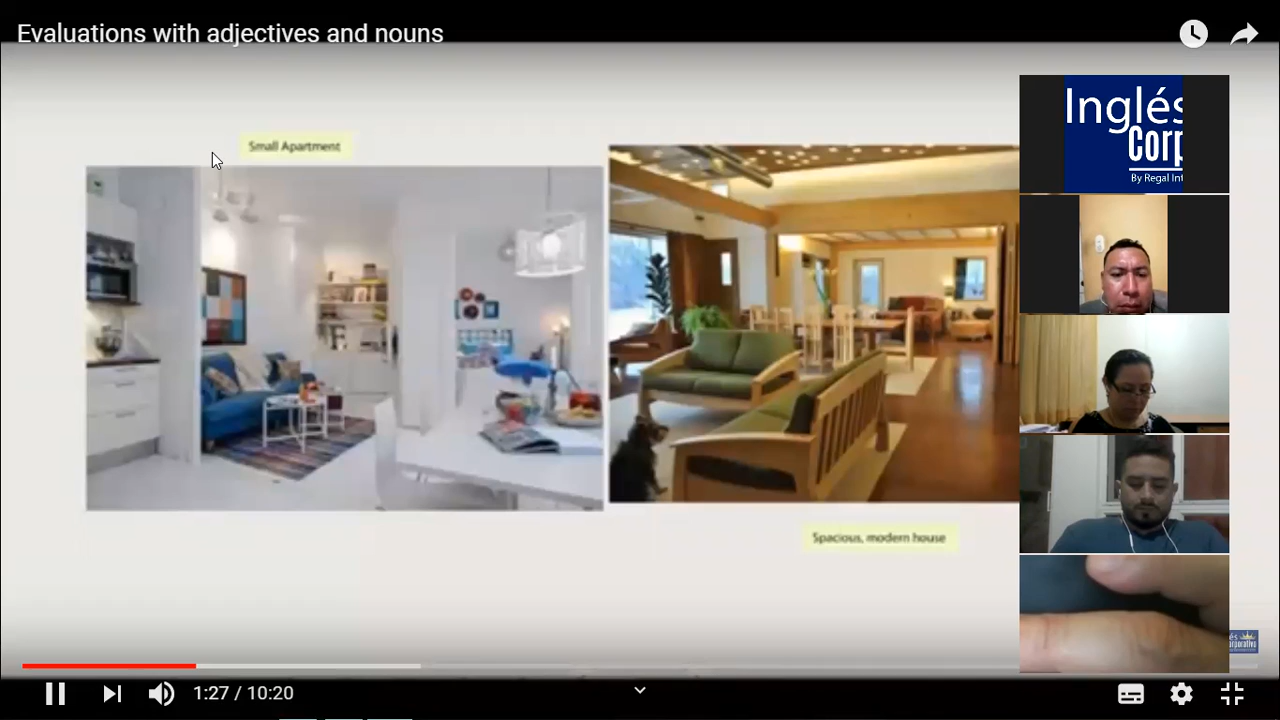 Evaluations with adjectives and nouns
Small Apartment
Inglés
Corp
By Regal Int
Spacious, modern house
1:27 / 10:20